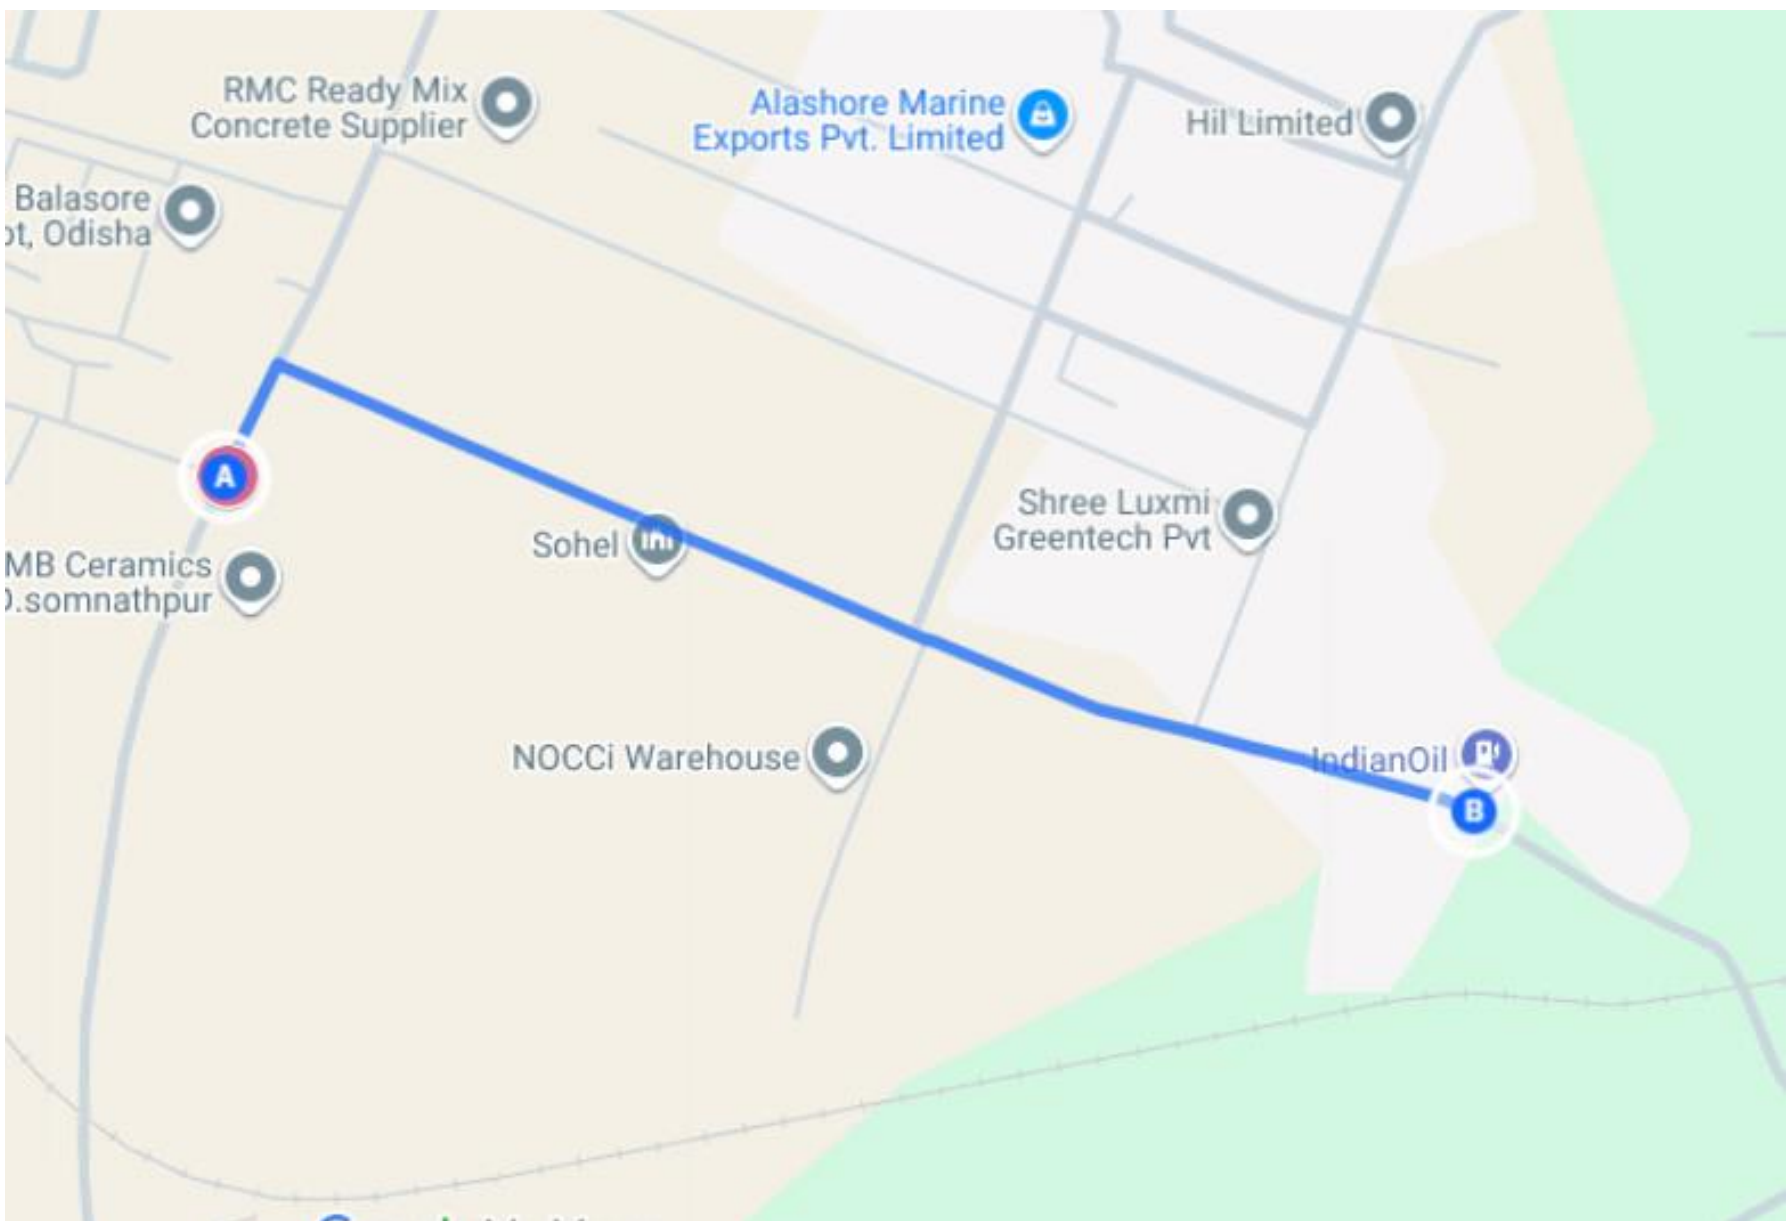 RMC Ready Mix
Concrete Supplier
Alashore Marine
Exports Pvt. Limited
Hil Limited
Balasore
ot, Odisha
A
Sohel
Shree Luxmi
Greentech Pvt
MB Ceramics
O.somnathpur
NOCCi Warehouse
IndianOil
B